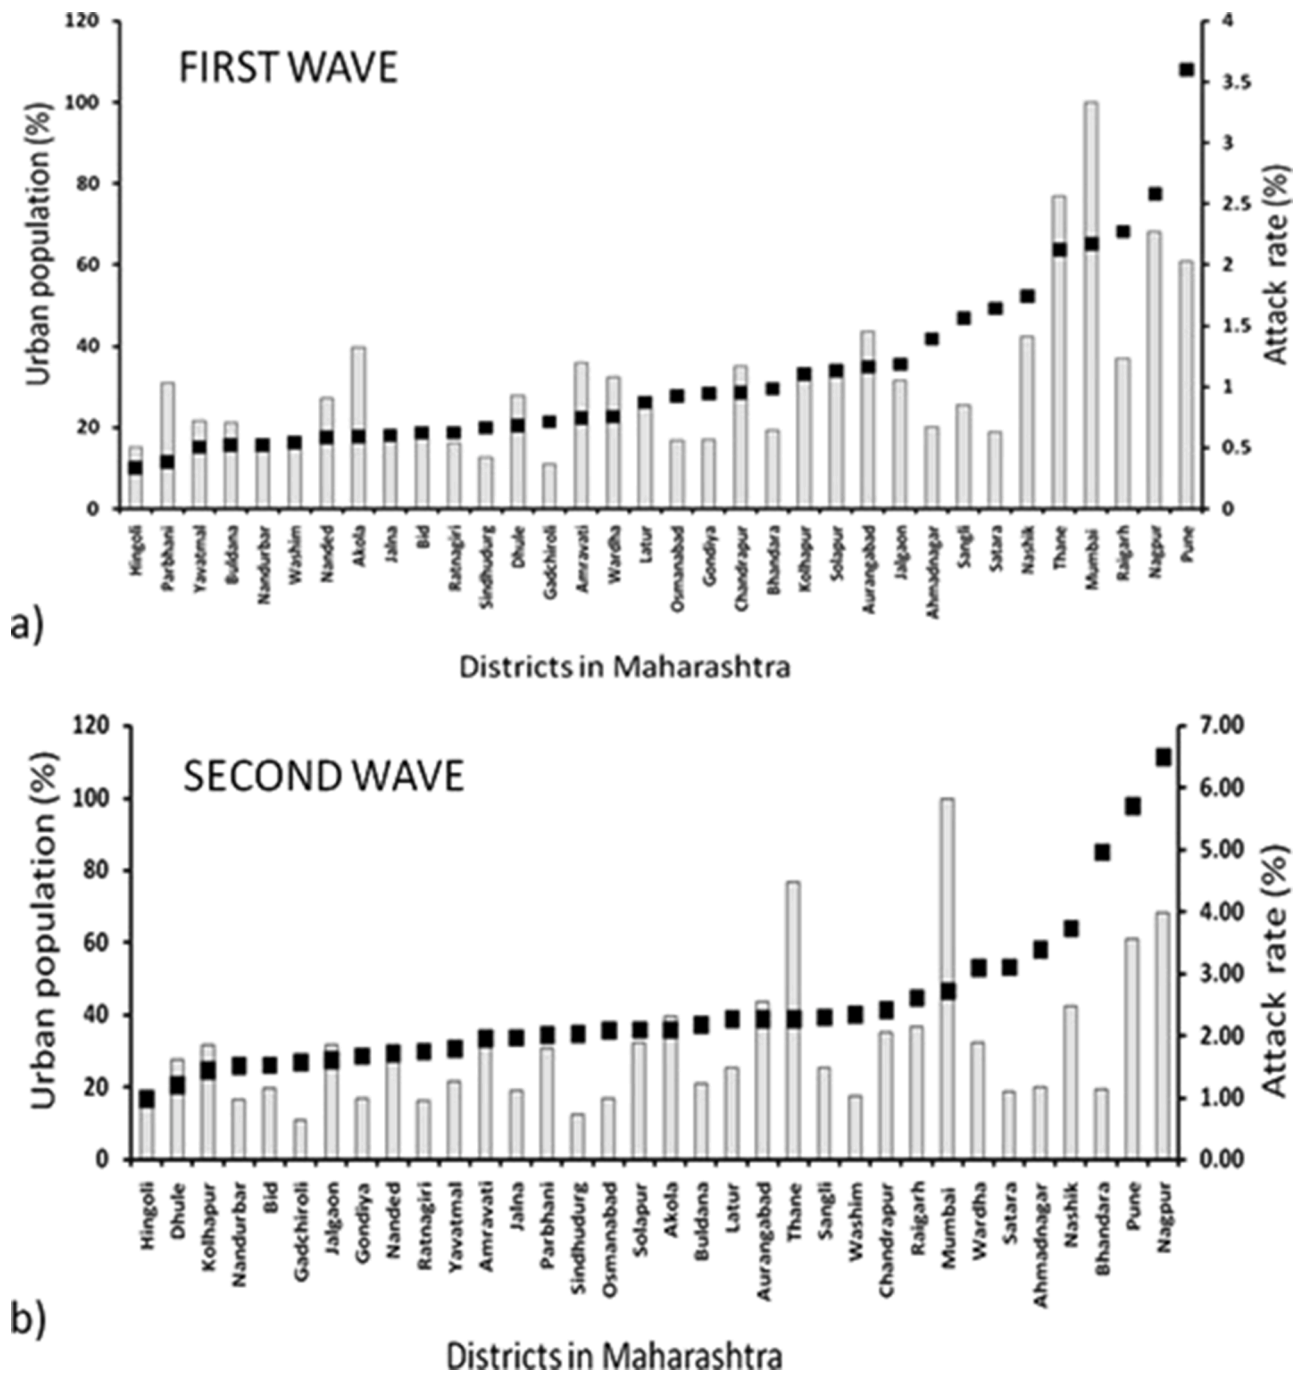 FIRST WAVE
Urban population (%)
120
100
80
60
40
20
0
Attack rate (%)
4
3.5
3
2.5
2
1.5
1
0.5
0
Hingoli
Parbhani
Yavatmal
Buldana
Nandurbar
Washim
Nanded
Akola
Jalna
Bid
Ratnagiri
Sindhudurg
Dhule
Gadchiroli
Amravati
Wardha
Latur
Osmanabad
Gondiya
Chandrapur
Bhandara
Kolhapur
Solapur
Aurangabad
Jalgaon
Ahmadnagar
Sangli
Satara
Nashik
Thane
Mumbai
Raigarh
Nagpur
Pune
a)
Districts in Maharashtra
SECOND WAVE
Urban population (%)
120
100
80
60
40
20
0
Attack rate (%)
7.00
6.00
5.00
4.00
3.00
2.00
1.00
0.00
Hingoli
Dhule
Kolhapur
Nandurbar
Bid
Gadchiroli
Jalgaon
Gondiya
Nanded
Ratnagiri
Yavatmal
Amravati
Jalna
Parbhani
Sindhudurg
Osmanabad
Solapur
Akola
Buldana
Latur
Aurangabad
Thane
Sangli
Washim
Chandrapur
Raigarh
Mumbai
Wardha
Satara
Ahmadnagar
Nashik
Bhandara
Pune
Nagpur
b)
Districts in Maharashtra